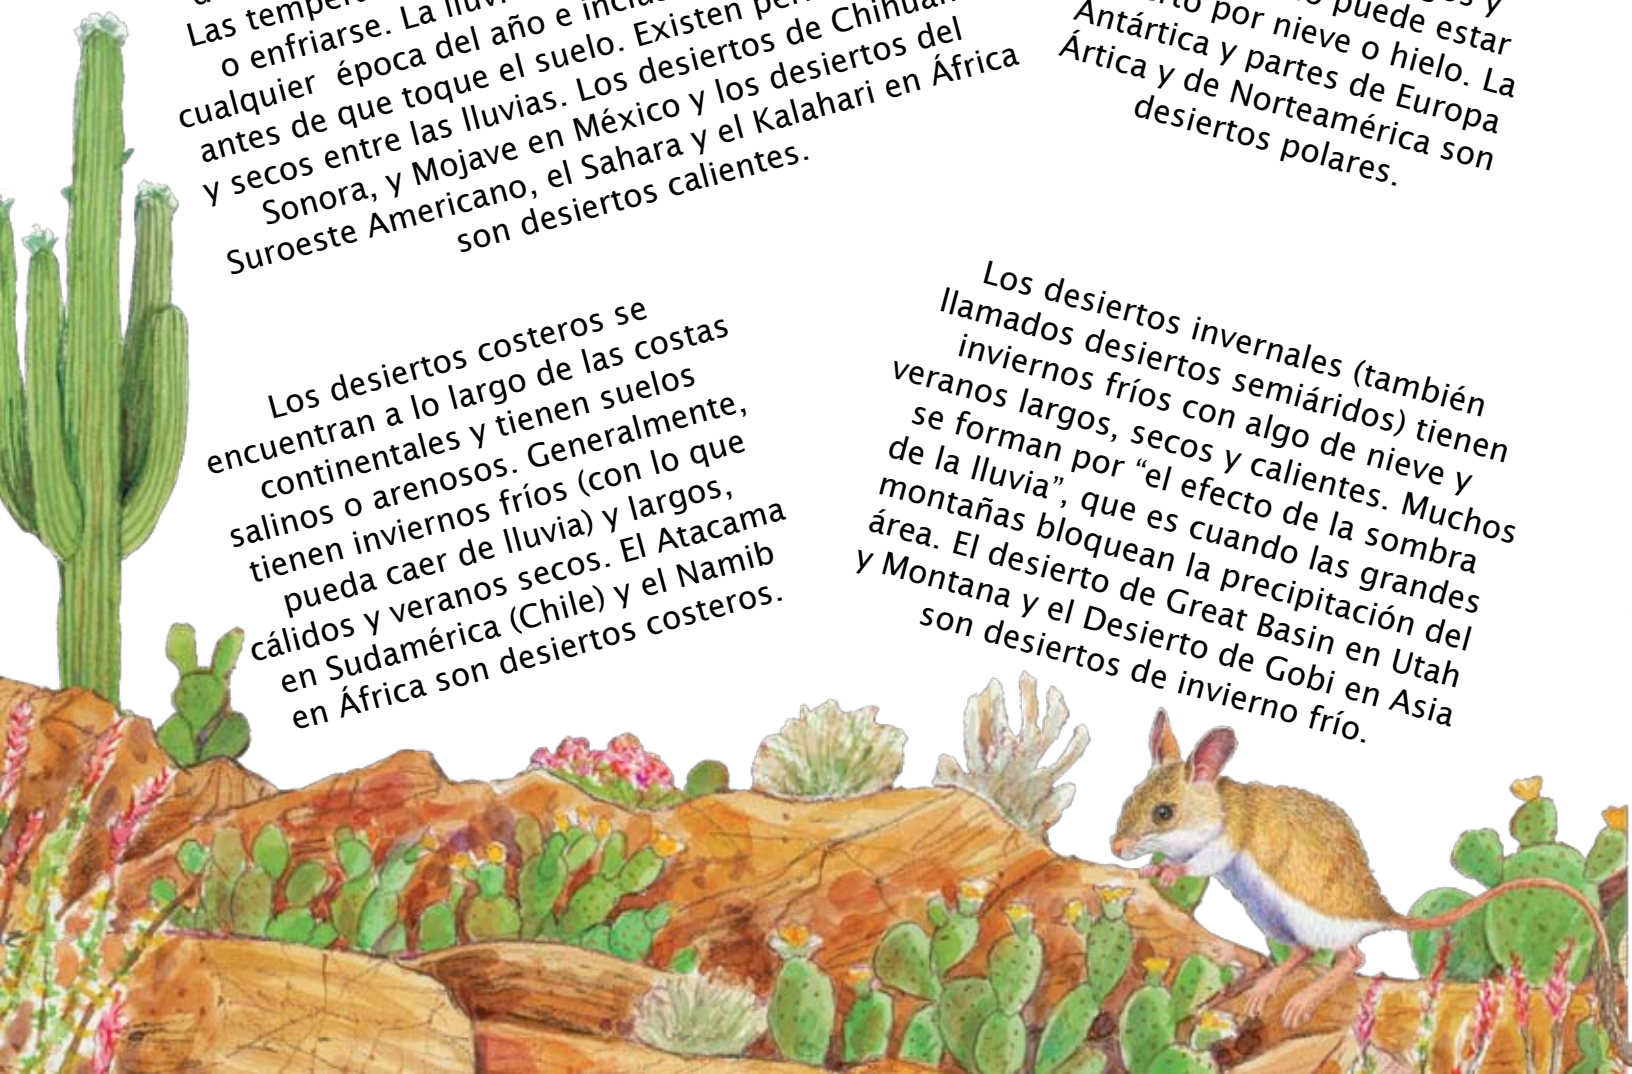 Las
o enfriarse. La
cualquier época del año e
antes de que toque el suelo. Existen
y secos entre las lluvias. Los desiertos de
Sonora, y Mojave en México y los desiertos del
Suroeste Americano, el Sahara y el Kalahari en África
son desiertos calientes.
y
puede estar
por nieve o hielo. La
Antártica y partes de Europa
Ártica y de Norteamérica son
desiertos polares.
Los desiertos costeros se
encuentran a lo largo de las costas
continentales y tienen suelos
salinos o arenosos. Generalmente,
tienen inviernos fríos (con lo que
pueda caer de lluvia) y largos,
cálidos y veranos secos. El Atacama
en Sudamérica (Chile) y el Namib
en África son desiertos costeros.
Los desiertos invernales (también
llamados desiertos semiáridos) tienen
inviernos fríos con algo de nieve y
veranos largos, secos y calientes. Muchos
se forman por “el efecto de la sombra
de la lluvia”, que es cuando las grandes
montañas bloquean la precipitación del
área. El desierto de Great Basin en Utah
y Montana y el Desierto de Gobi en Asia
son desiertos de invierno frío.